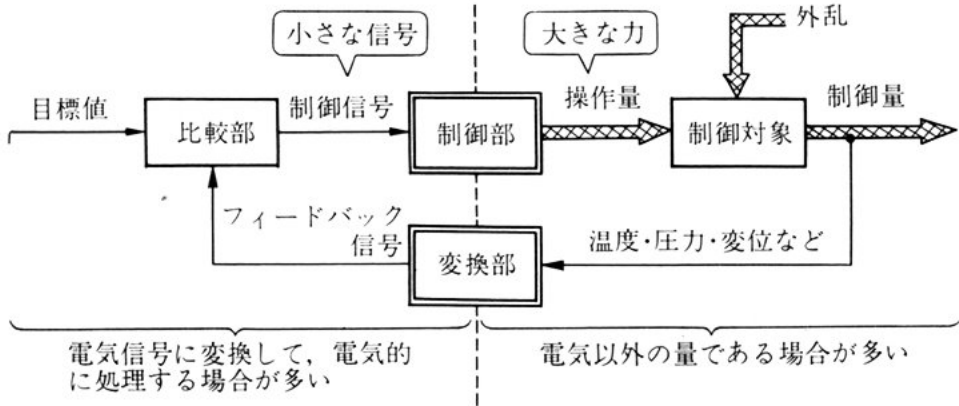 小さな信号
大きな力
外乱
目標値
比較部
制御信号
制御部
操作量
制御対象
制御量
フィードバック
信号
変換部
温度・圧力・変位など
電気信号に変換して，電気的
に処理する場合が多い
電気以外の量である場合が多い